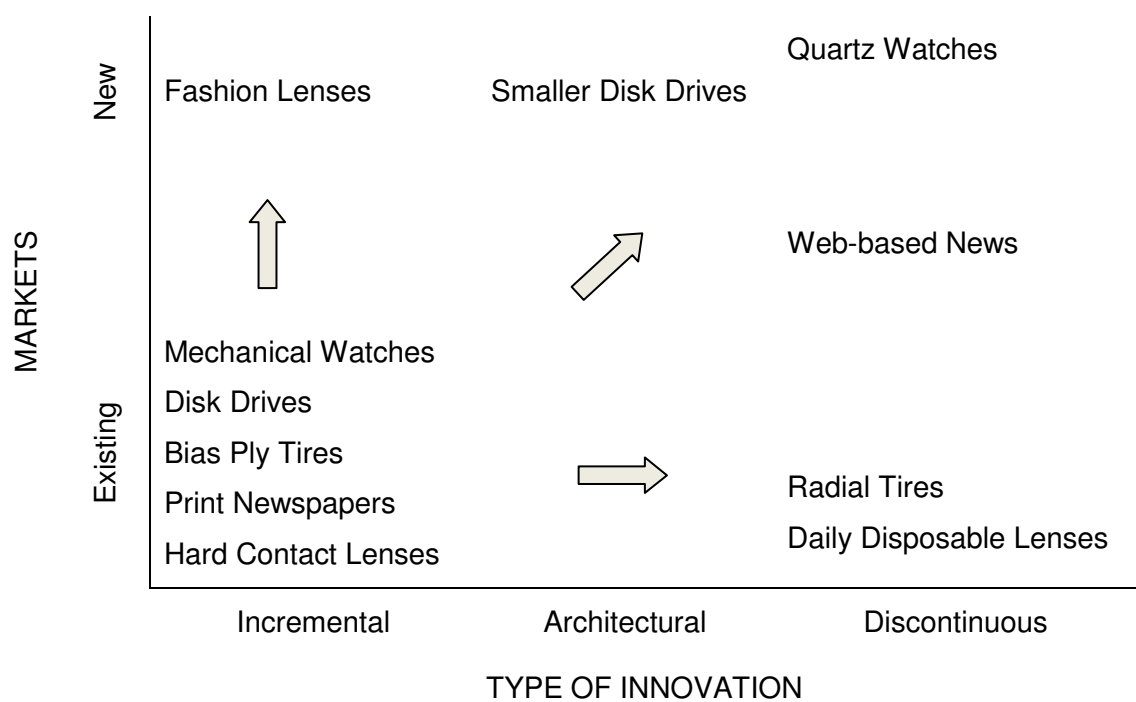 Quartz Watches
New
Fashion Lenses
Smaller Disk Drives
MARKETS
Web-based News
Mechanical Watches
Disk Drives
Existing
Bias Ply Tires
Print Newspapers
Radial Tires
Hard Contact Lenses
Daily Disposable Lenses
Incremental
Architectural
Discontinuous
TYPE OF INNOVATION